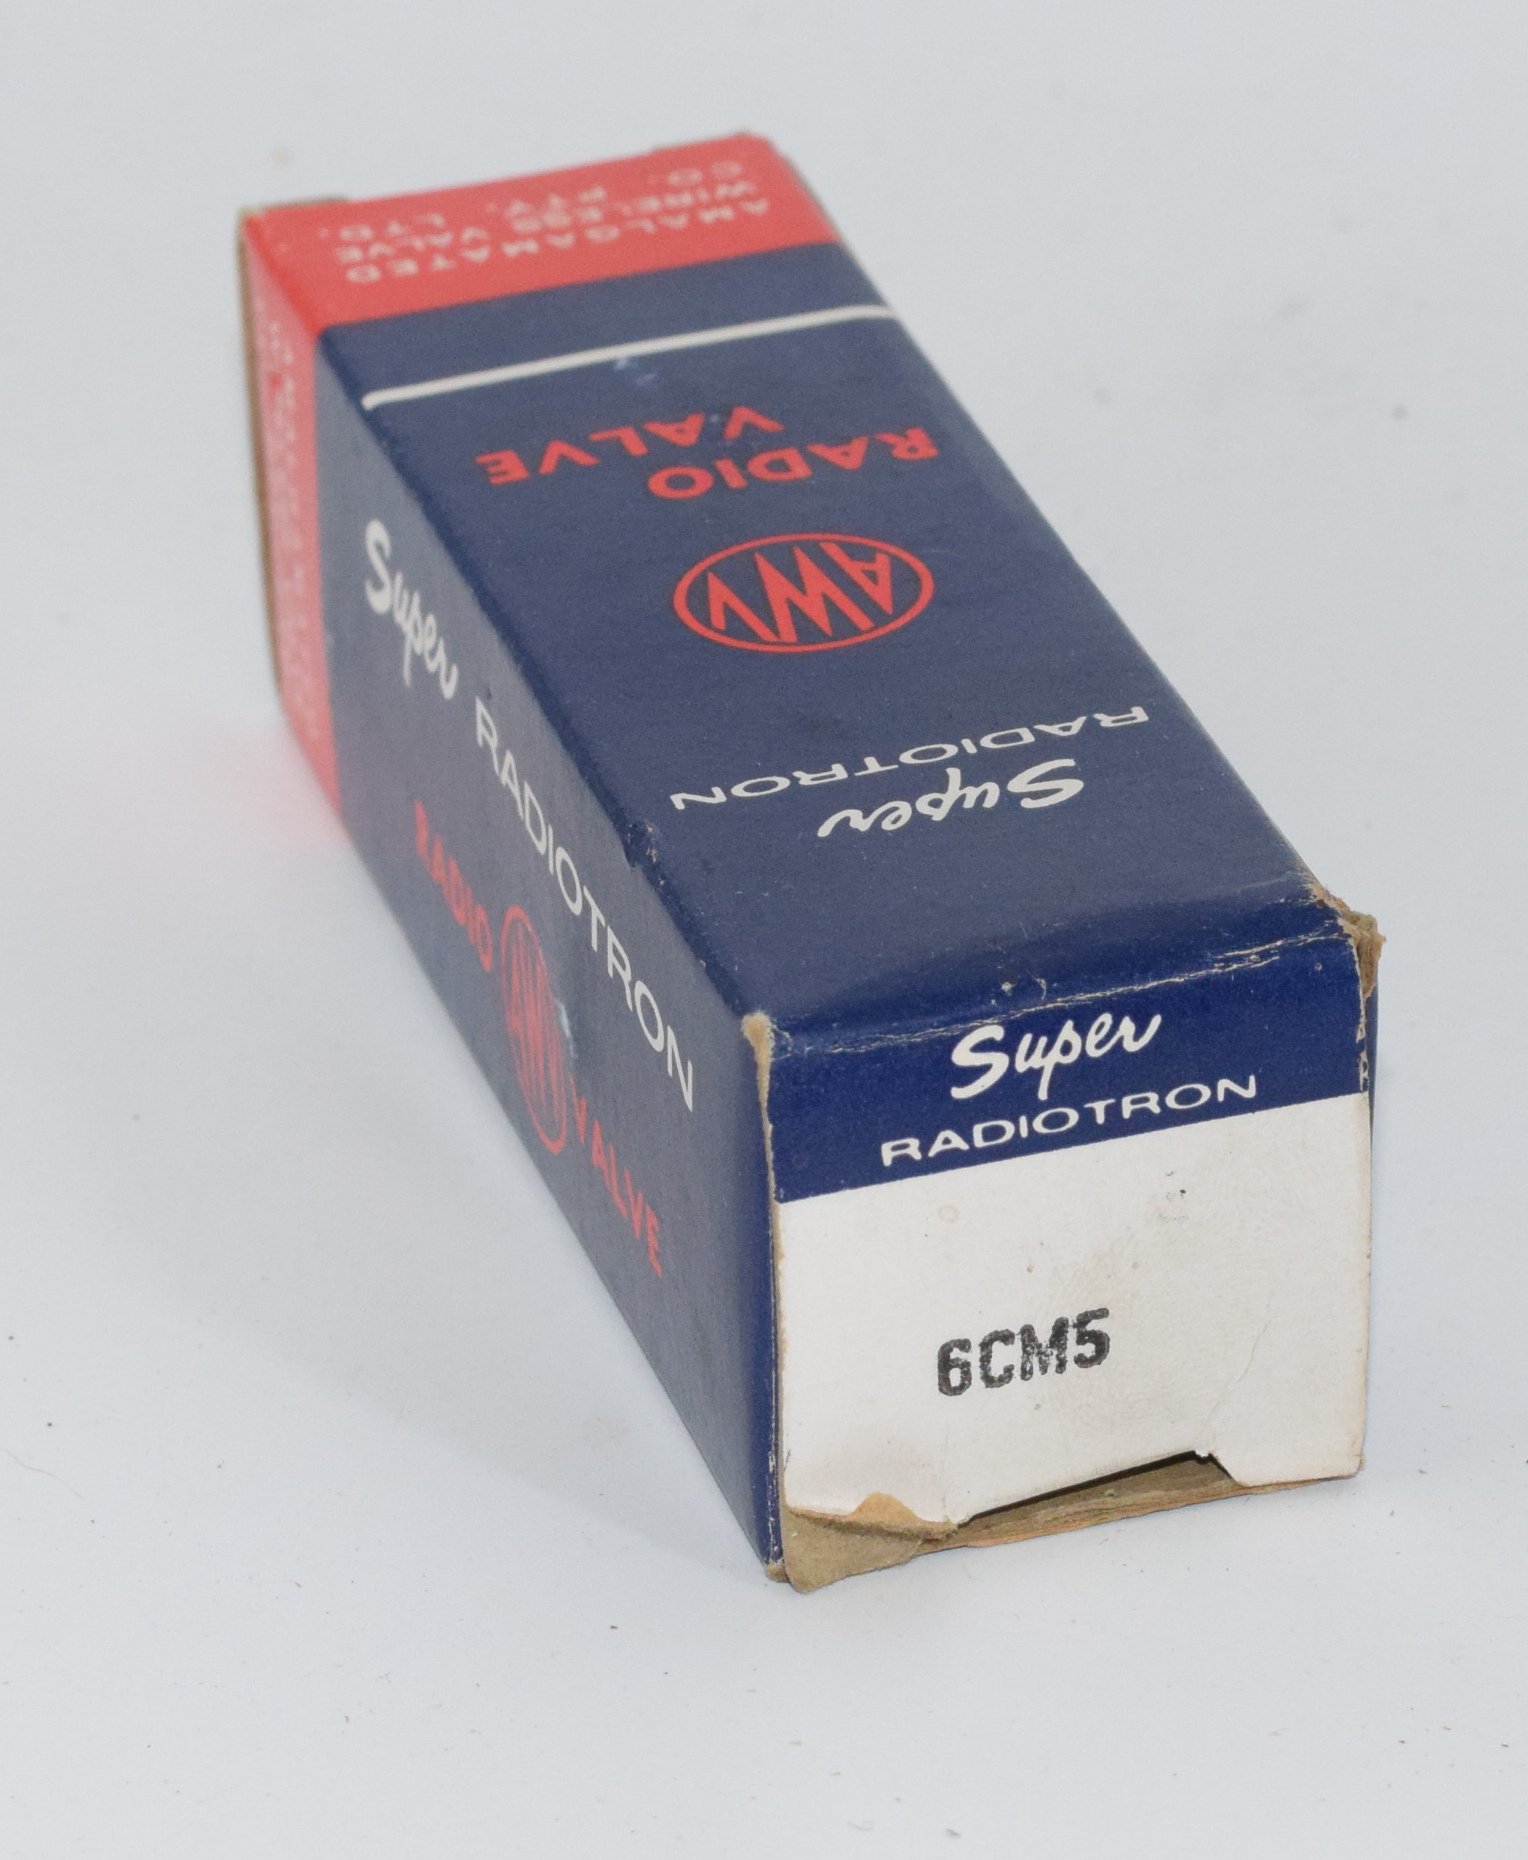 AMALGAMATED
WIRELESS VALVE
CO. PTY. LTD.
RADIO
VALVE
AWV
Super
RADIOTRON
Super RADIOTRON
RADIO AWV VALVE
Super
RADIOTRON
6CM5